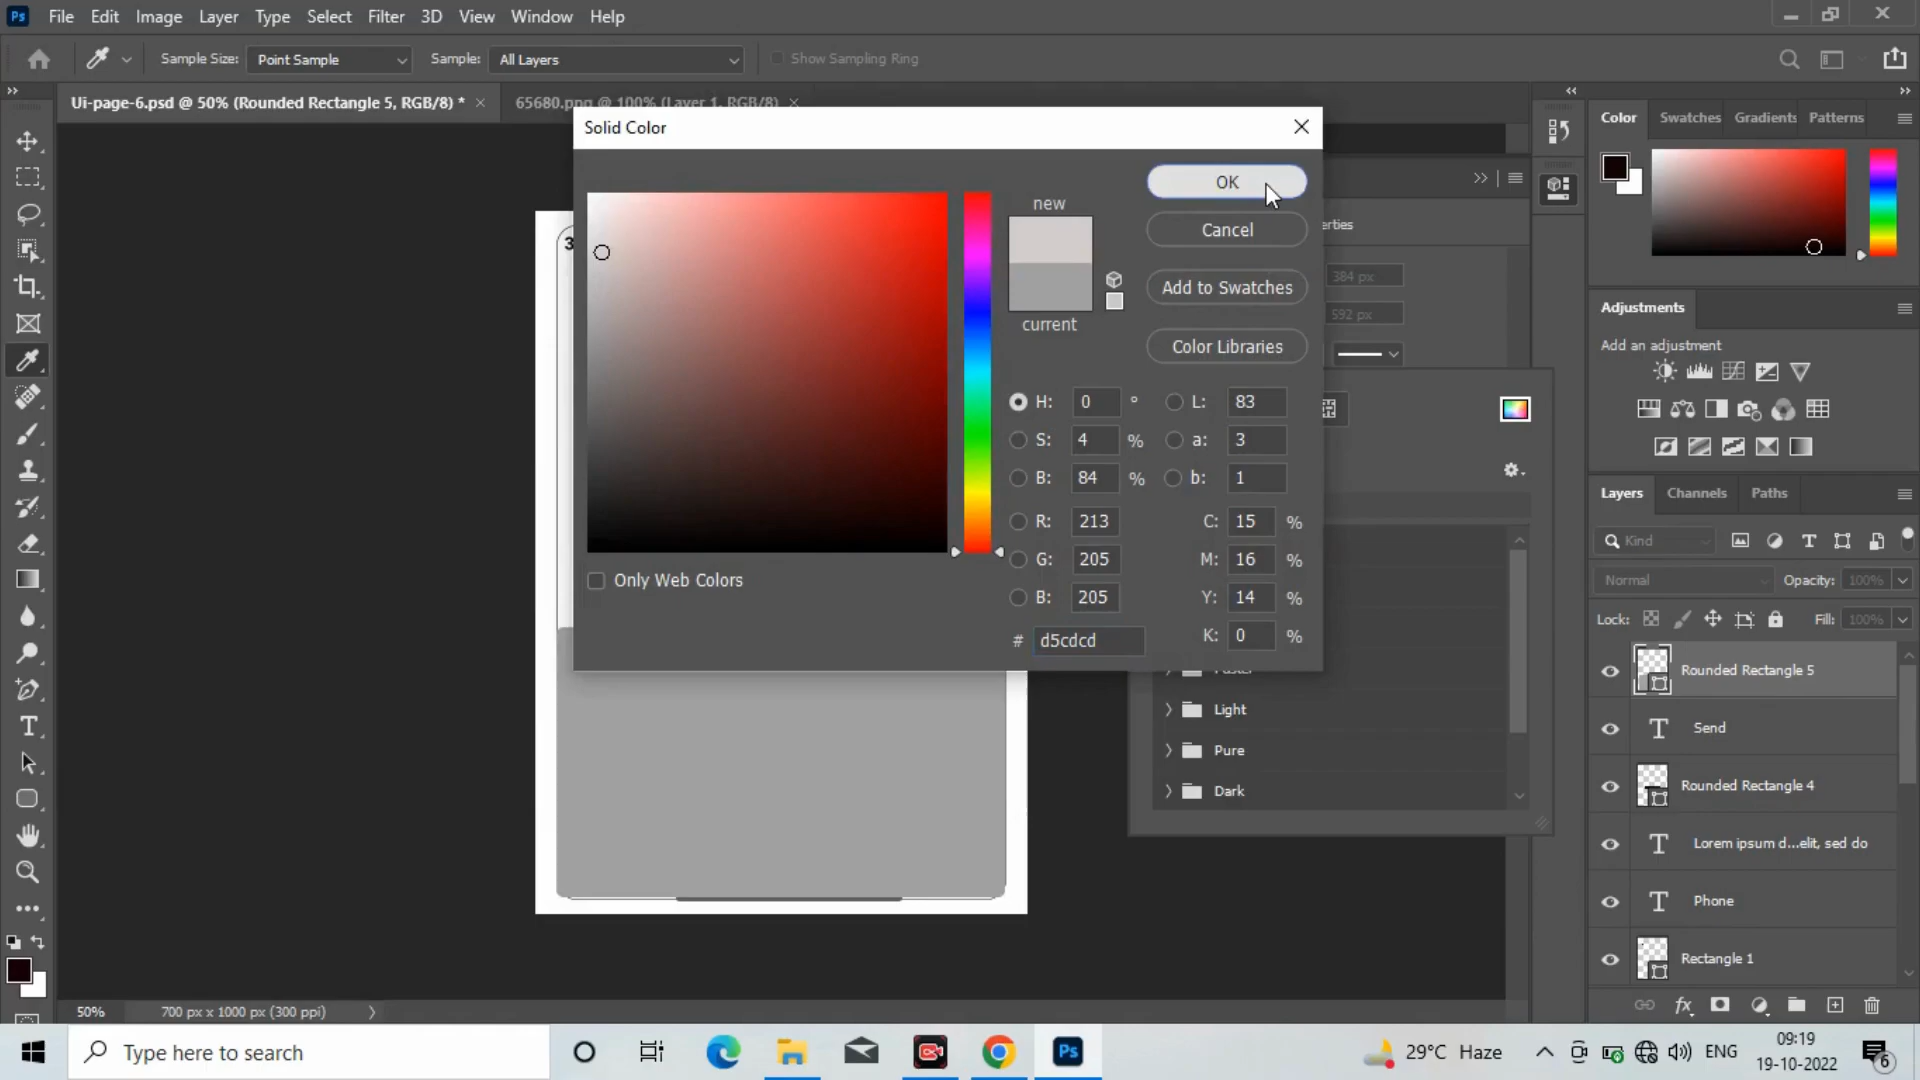 Ps File Edit Image Layer Type Select Filter 3D View Window Help
Sample Size: Point Sample Sample: All Layers Show Sampling Ring
Ui-page-6.psd @ 50% (Rounded Rectangle 5, RGB/8) * 65680.png @ 100% (Layer 1, RGB/8)
Color Swatches Gradients Patterns
Solid Color
OK
Cancel
Add to Swatches
Color Libraries
new
current
H: 0 ° L: 83
S: 4 % a: 3
B: 84 % b: 1
R: 213 C: 15 %
G: 205 M: 16 %
B: 205 Y: 14 %
# d5cdcd K: 0 %
Only Web Colors
3
384 px
592 px
Light
Pure
Dark
Adjustments
Add an adjustment
Layers Channels Paths
Kind
Normal Opacity: 100%
Lock: Fill: 100%
Rounded Rectangle 5
Send
Rounded Rectangle 4
Lorem ipsum d...elit, sed do
Phone
Rectangle 1
50% 700 px x 1000 px (300 ppi)
Type here to search
Ps
29°C Haze
ENG
09:19
19-10-2022
6